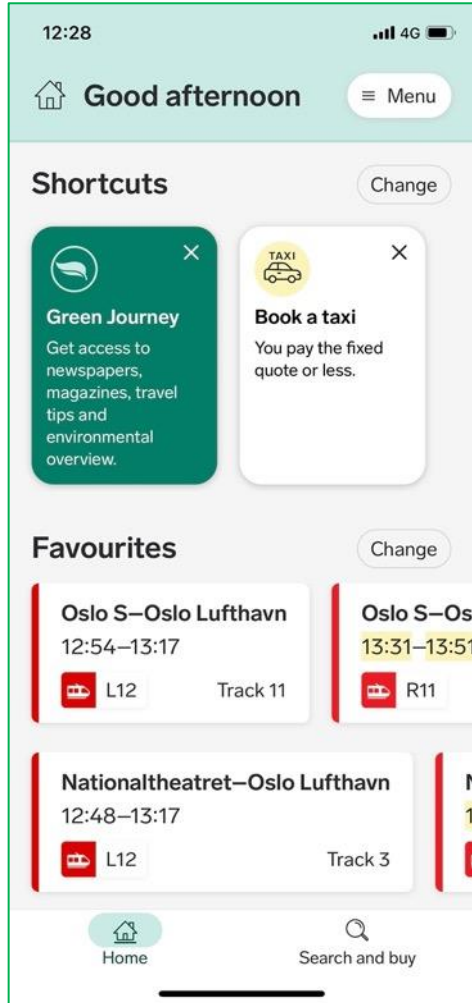 12:28
4G
Good afternoon
Menu
Shortcuts
Change
Green Journey
Get access to
newspapers,
magazines, travel
tips and
environmental
overview.
TAXI
Book a taxi
You pay the fixed
quote or less.
Favourites
Change
Oslo S–Oslo Lufthavn
12:54–13:17
L12
Track 11
Oslo S–Os
13:31–13:51
R11
Nationaltheatret–Oslo Lufthavn
12:48–13:17
L12
Track 3
Home
Search and buy